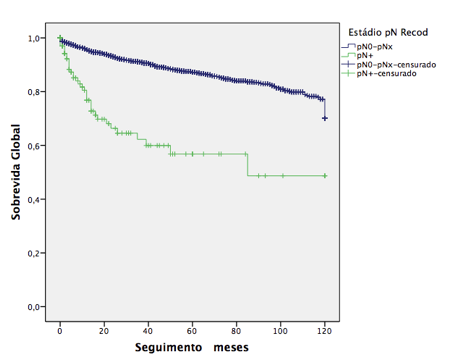 Estádio pN Recod
pN0-pNx
pN+
pN0-pNx-censurado
pN+-censurado
1,0
0,8
0,6
0,4
0,2
0,0
Sobrevida Global
0
20
40
60
80
100
120
Seguimento meses